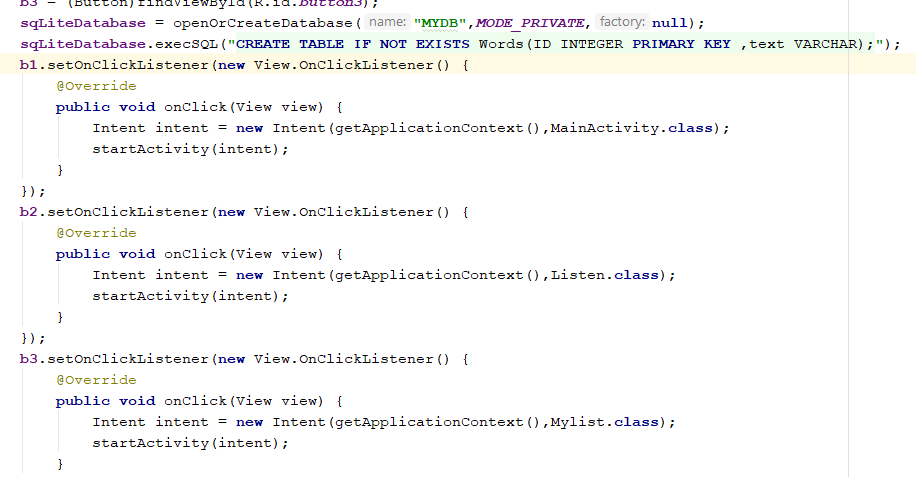 b3 = (Button)findViewById(R.id.button3);
sqLiteDatabase = openOrCreateDatabase( name: "MYDB",MODE_PRIVATE, factory: null);
sqLiteDatabase.execSQL("CREATE TABLE IF NOT EXISTS Words(ID INTEGER PRIMARY KEY ,text VARCHAR);");
b1.setOnClickListener(new View.OnClickListener() {
@Override
public void onClick(View view) {
Intent intent = new Intent(getApplicationContext(),MainActivity.class);
startActivity(intent);
}
});
b2.setOnClickListener(new View.OnClickListener() {
@Override
public void onClick(View view) {
Intent intent = new Intent(getApplicationContext(),Listen.class);
startActivity(intent);
}
});
b3.setOnClickListener(new View.OnClickListener() {
@Override
public void onClick(View view) {
Intent intent = new Intent(getApplicationContext(),Mylist.class);
startActivity(intent);
}